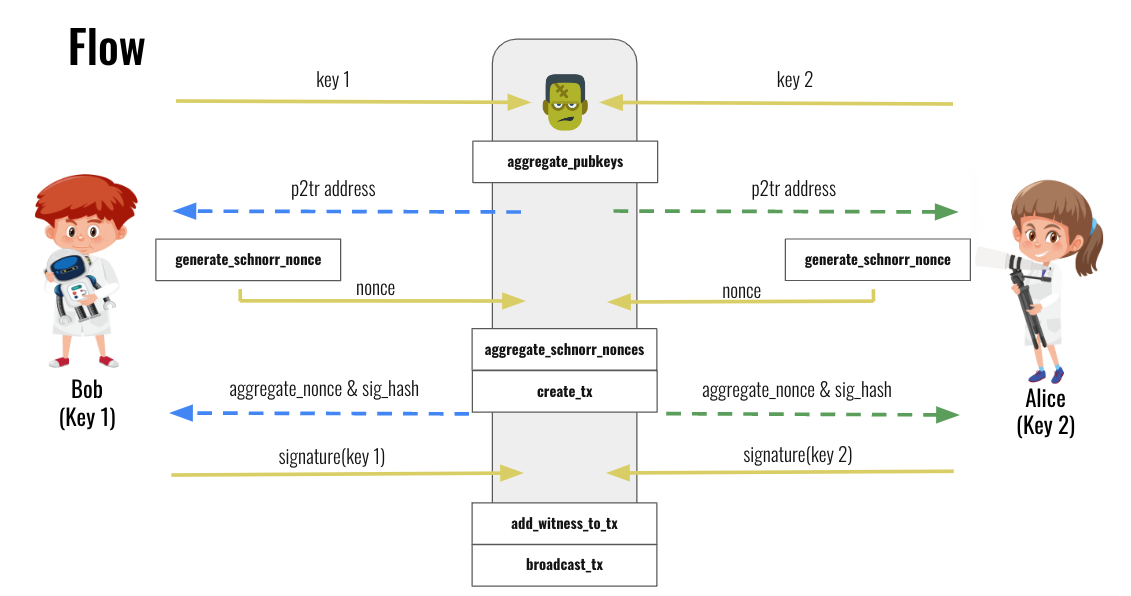 Flow
key 1
key 2
aggregate_pubkeys
p2tr address
p2tr address
generate_schnorr_nonce
generate_schnorr_nonce
nonce
nonce
aggregate_schnorr_nonces
create_tx
Bob
(Key 1)
aggregate_nonce & sig_hash
aggregate_nonce & sig_hash
Alice
(Key 2)
signature(key 1)
signature(key 2)
add_witness_to_tx
broadcast_tx